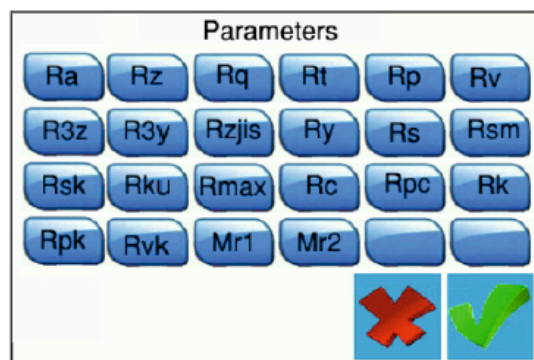 Parameters
Ra Rz Rq Rt Rp Rv
R3z R3y Rzjis Ry Rs Rsm
Rsk Rku Rmax Rc Rpc Rk
Rpk Rvk Mr1 Mr2